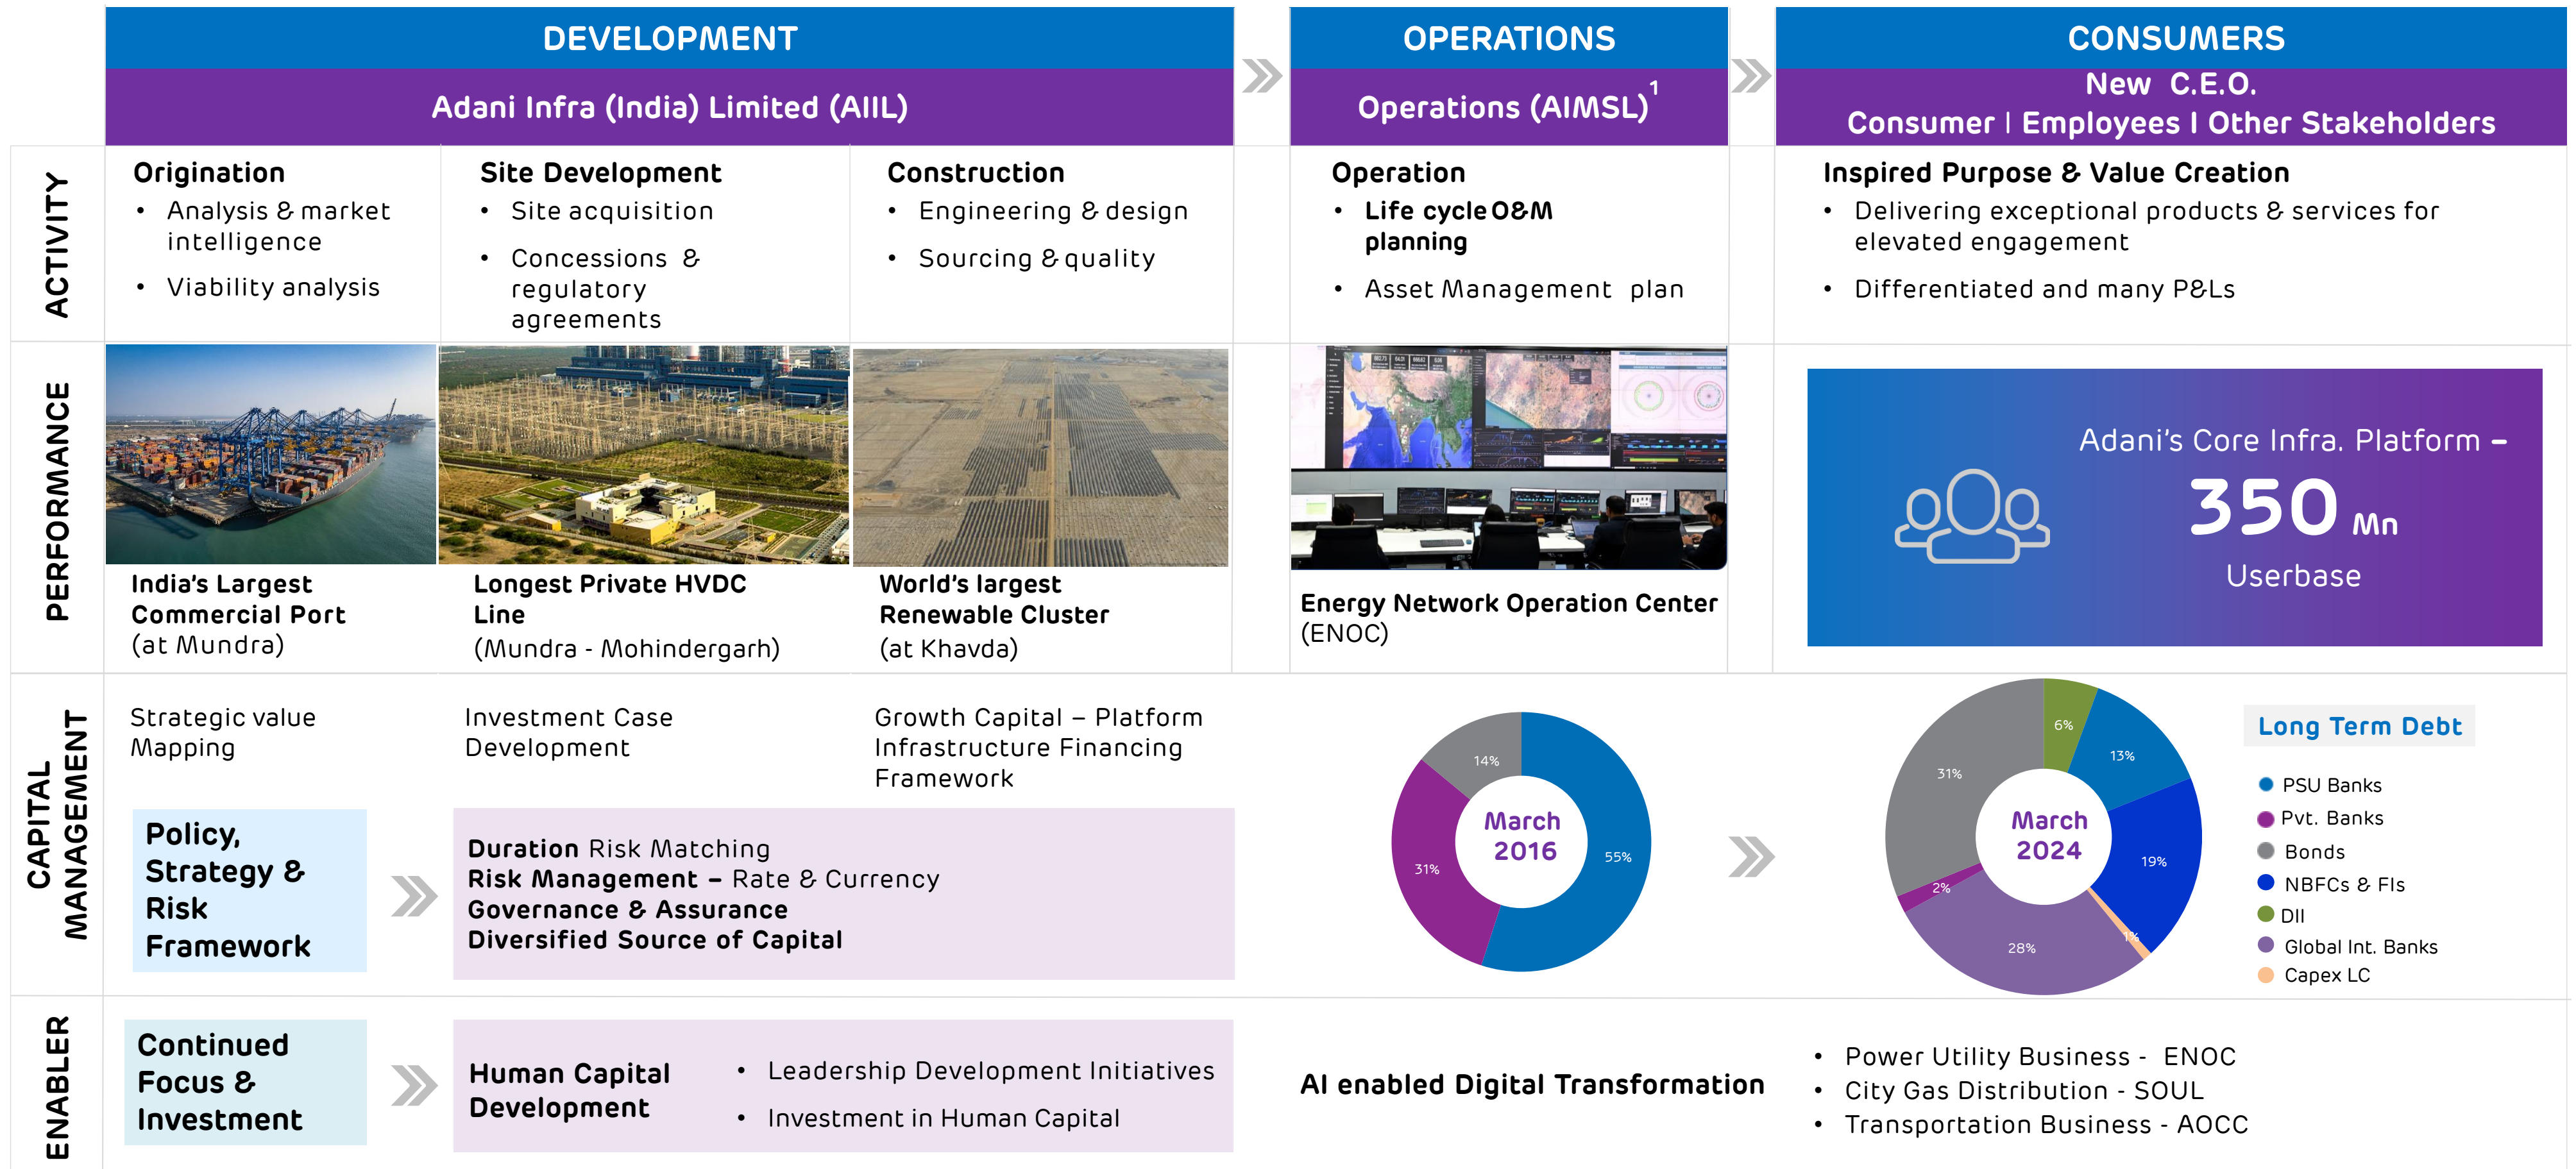 DEVELOPMENT
OPERATIONS
CONSUMERS
Adani Infra (India) Limited (AIIL)
Operations (AIMSL)1
New C.E.O.
Consumer | Employees I Other Stakeholders
ACTIVITY
Origination
• Analysis & market
intelligence
• Viability analysis
Site Development
• Site acquisition
• Concessions &
regulatory
agreements
Construction
• Engineering & design
• Sourcing & quality
Operation
• Life cycle O&M
planning
• Asset Management plan
Inspired Purpose & Value Creation
• Delivering exceptional products & services for
elevated engagement
• Differentiated and many P&Ls
PERFORMANCE
India's Largest
Commercial Port
(at Mundra)
Longest Private HVDC
Line
(Mundra - Mohindergarh)
World's largest
Renewable Cluster
(at Khavda)
Energy Network Operation Center
(ENOC)
Adani's Core Infra. Platform –
350 Mn
Userbase
CAPITAL
MANAGEMENT
Strategic value
Mapping
Investment Case
Development
Growth Capital – Platform
Infrastructure Financing
Framework
Policy,
Strategy &
Risk
Framework
Duration Risk Matching
Risk Management – Rate & Currency
Governance & Assurance
Diversified Source of Capital
14%
31%
55%
March
2016
6%
13%
31%
19%
2%
28%
1%
March
2024
Long Term Debt
PSU Banks
Pvt. Banks
Bonds
NBFCs & FIs
DII
Global Int. Banks
Capex LC
ENABLER
Continued
Focus &
Investment
Human Capital
Development
• Leadership Development Initiatives
• Investment in Human Capital
AI enabled Digital Transformation
• Power Utility Business - ENOC
• City Gas Distribution - SOUL
• Transportation Business - AOCC